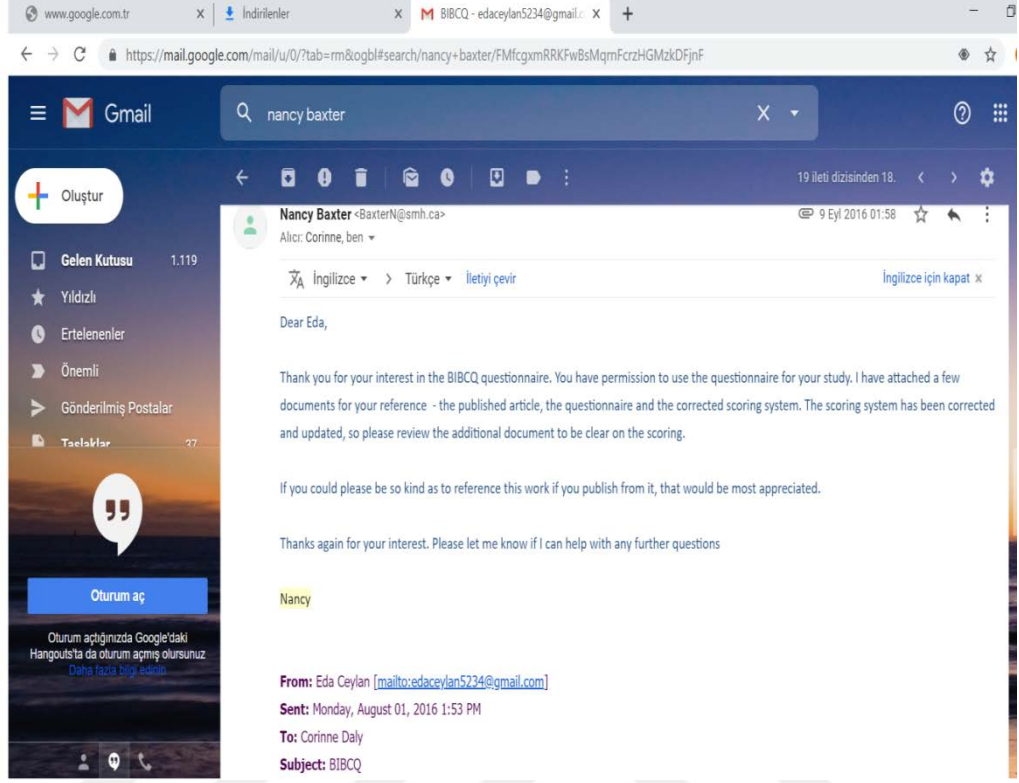 www.google.com.tr
İndirilenler
BIBCQ - edaceylan5234@gmail.c
https://mail.google.com/mail/u/0/?tab=rm&ogbl#search/nancy+baxter/FMfcgxmRRKFwBsMqmFcrzHGMzkDFjnF
Gmail
nancy baxter
Oluştur
19 ileti dizisinden 18.
Gelen Kutusu 1.119
Yıldızlı
Ertelenenler
Önemli
Gönderilmiş Postalar
Taslaklar 37
Oturum aç
Oturum açtığınızda Google'daki
Hangouts'ta da oturum açmış olursunuz
Daha fazla bilgi edinin
Nancy Baxter <BaxterN@smh.ca>
9 Eyl 2016 01:58
Alıcı: Corinne, ben
İngilizce > Türkçe İletiyi çevir
İngilizce için kapat x
Dear Eda,
Thank you for your interest in the BIBCQ questionnaire. You have permission to use the questionnaire for your study. I have attached a few
documents for your reference - the published article, the questionnaire and the corrected scoring system. The scoring system has been corrected
and updated, so please review the additional document to be clear on the scoring.
If you could please be so kind as to reference this work if you publish from it, that would be most appreciated.
Thanks again for your interest. Please let me know if I can help with any further questions
Nancy
From: Eda Ceylan [mailto:edaceylan5234@gmail.com]
Sent: Monday, August 01, 2016 1:53 PM
To: Corinne Daly
Subject: BIBCQ